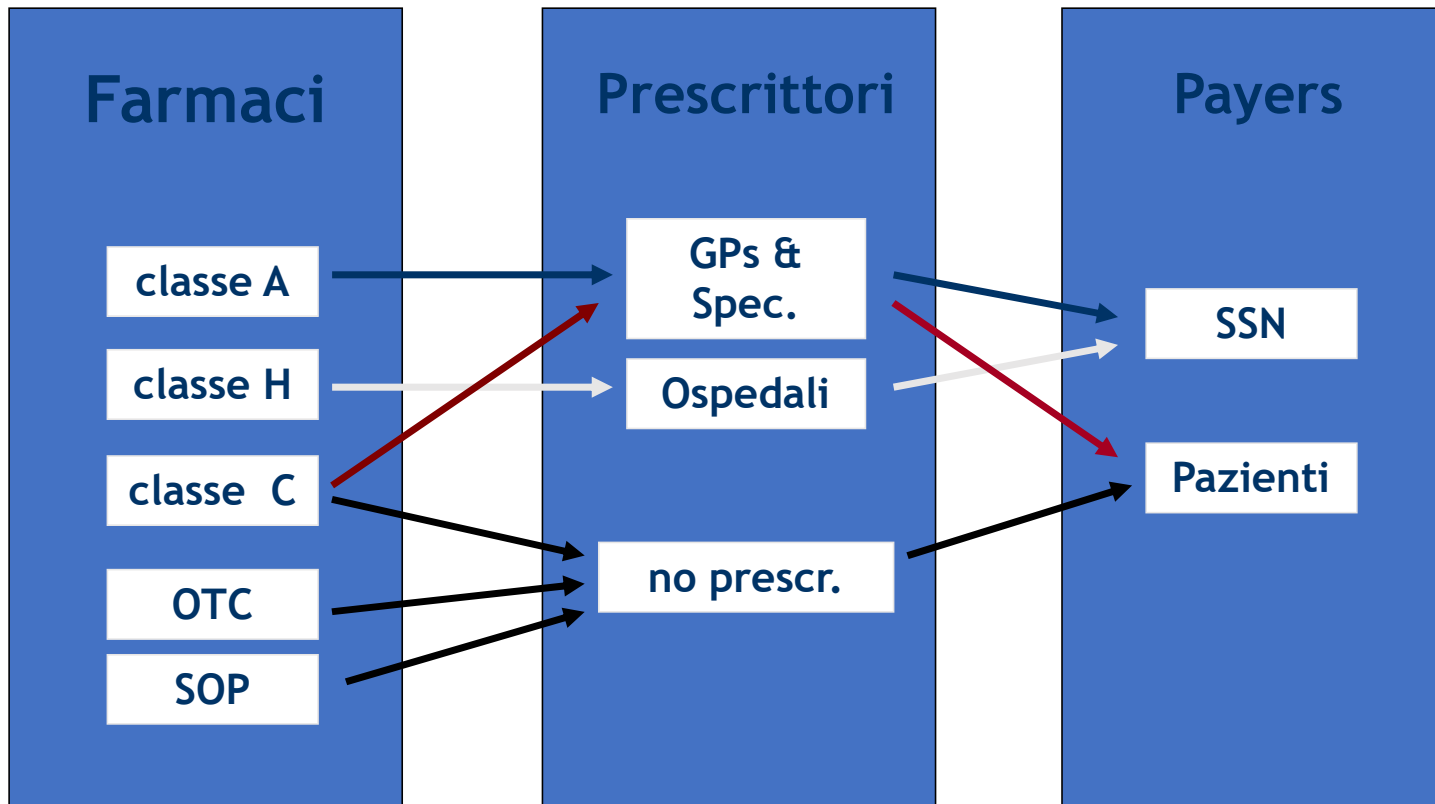 Farmaci
classe A
classe H
classe C
OTC
SOP
Prescrittori
GPs &
Spec.
Ospedali
no prescr.
Payers
SSN
Pazienti